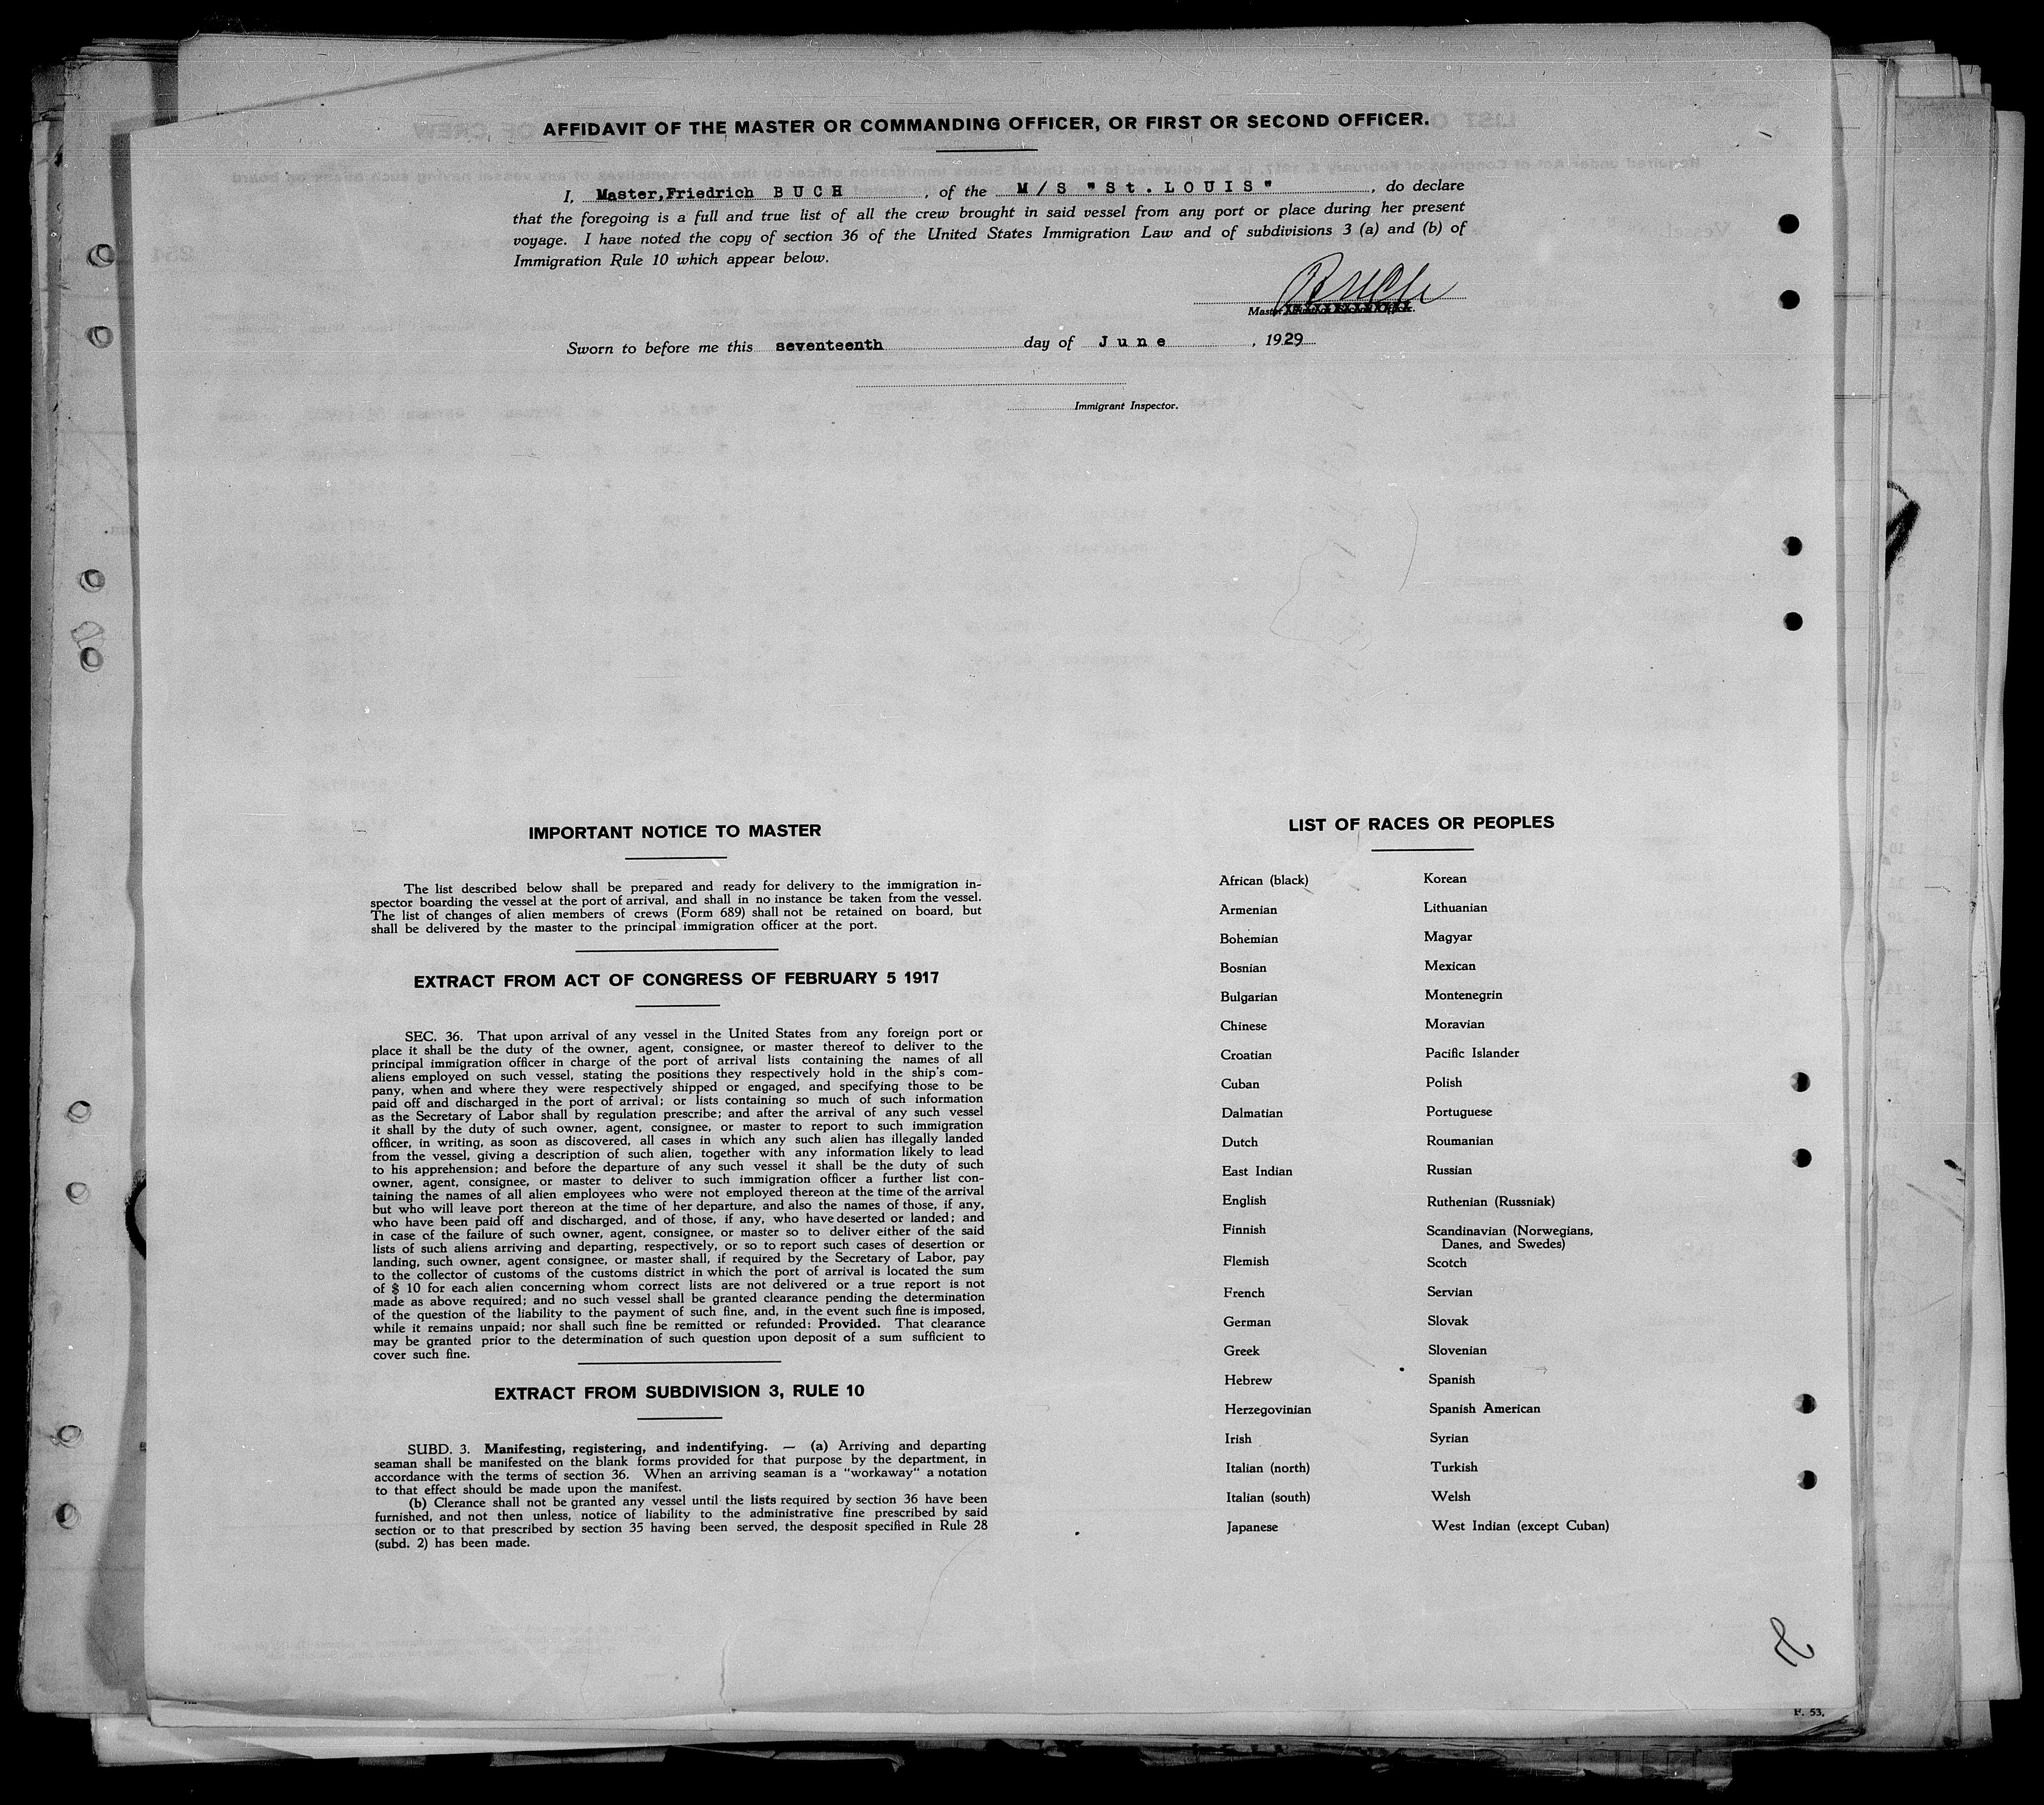 AFFIDAVIT OF THE MASTER OR COMMANDING OFFICER, OR FIRST OR SECOND OFFICER.
I, Master,Friedrich B U C H, of the M/S "St. L O U I S", do declare
that the foregoing is a full and true list of all the crew brought in said vessel from any port or place during her present
voyage. I have noted the copy of section 36 of the United States Immigration Law and of subdivisions 3 (a) and (b) of
Immigration Rule 10 which appear below.
Buch
Master
Sworn to before me this seventeenth day of J u n e, 1929
Immigrant Inspector.
IMPORTANT NOTICE TO MASTER
The list described below shall be prepared and ready for delivery to the immigration in-
spector boarding the vessel at the port of arrival, and shall in no instance be taken from the vessel.
The list of changes of alien members of crews (Form 689) shall not be retained on board, but
shall be delivered by the master to the principal immigration officer at the port.
EXTRACT FROM ACT OF CONGRESS OF FEBRUARY 5 1917
SEC. 36. That upon arrival of any vessel in the United States from any foreign port or
place it shall be the duty of the owner, agent, consignee, or master thereof to deliver to the
principal immigration officer in charge of the port of arrival lists containing the names of all
aliens employed on such vessel, stating the positions they respectively hold in the ship's com-
pany, when and where they were respectively shipped or engaged, and specifying those to be
paid off and discharged in the port of arrival; or lists containing so much of such information
as the Secretary of Labor shall by regulation prescribe; and after the arrival of any such vessel
it shall by the duty of such owner, agent, consignee, or master to report to such immigration
officer, in writing, as soon as discovered, all cases in which any such alien has illegally landed
from the vessel, giving a description of such alien, together with any information likely to lead
to his apprehension; and before the departure of any such vessel it shall be the duty of such
owner, agent, consignee, or master to deliver to such immigration officer a further list con-
taining the names of all alien employees who were not employed thereon at the time of the arrival
but who will leave port thereon at the time of her departure, and also the names of those, if any,
who have been paid off and discharged, and of those, if any, who have deserted or landed; and
in case of the failure of such owner, agent, consignee, or master so to deliver either of the said
lists of such aliens arriving and departing, respectively, or so to report such cases of desertion or
landing, such owner, agent consignee, or master shall, if required by the Secretary of Labor, pay
to the collector of customs of the customs district in which the port of arrival is located the sum
of $ 10 for each alien concerning whom correct lists are not delivered or a true report is not
made as above required; and no such vessel shall be granted clearance pending the determination
of the question of the liability to the payment of such fine, and, in the event such fine is imposed,
while it remains unpaid; nor shall such fine be remitted or refunded: Provided. That clearance
may be granted prior to the determination of such question upon deposit of a sum sufficient to
cover such fine.
EXTRACT FROM SUBDIVISION 3, RULE 10
SUBD. 3. Manifesting, registering, and indentifying. — (a) Arriving and departing
seaman shall be manifested on the blank forms provided for that purpose by the department, in
accordance with the terms of section 36. When an arriving seaman is a "workaway" a notation
to that effect should be made upon the manifest.
(b) Clerance shall not be granted any vessel until the lists required by section 36 have been
furnished, and not then unless, notice of liability to the administrative fine prescribed by said
section or to that prescribed by section 35 having been served, the desposit specified in Rule 28
(subd. 2) has been made.
LIST OF RACES OR PEOPLES
African (black)
Armenian
Bohemian
Bosnian
Bulgarian
Chinese
Croatian
Cuban
Dalmatian
Dutch
East Indian
English
Finnish
Flemish
French
German
Greek
Hebrew
Herzegovinian
Irish
Italian (north)
Italian (south)
Japanese
Korean
Lithuanian
Magyar
Mexican
Montenegrin
Moravian
Pacific Islander
Polish
Portuguese
Roumanian
Russian
Ruthenian (Russniak)
Scandinavian (Norwegians,
Danes, and Swedes)
Scotch
Servian
Slovak
Slovenian
Spanish
Spanish American
Syrian
Turkish
Welsh
West Indian (except Cuban)
F. 53.